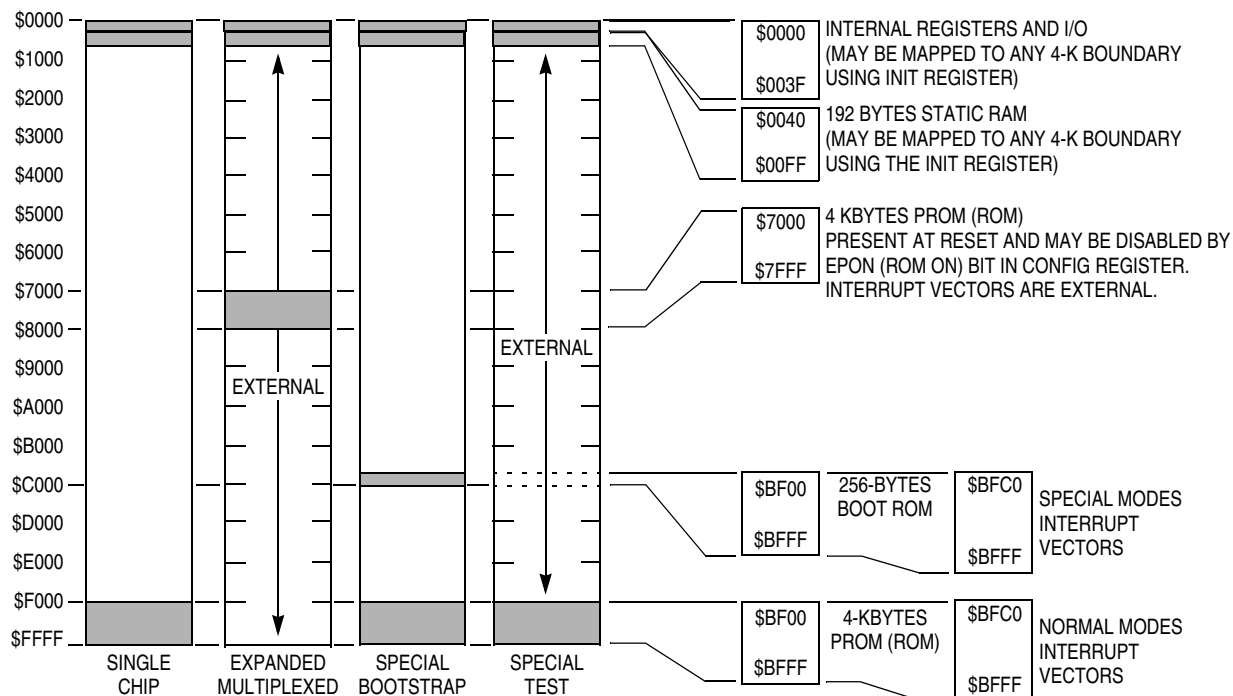 $0000
$1000
$2000
$3000
$4000
$5000
$6000
$7000
$8000
$9000
$A000
$B000
$C000
$D000
$E000
$F000
$FFFF
EXTERNAL
EXTERNAL
SINGLE
CHIP
EXPANDED
MULTIPLEXED
SPECIAL
BOOTSTRAP
SPECIAL
TEST
$0000
$003F
INTERNAL REGISTERS AND I/O
(MAY BE MAPPED TO ANY 4-K BOUNDARY
USING INIT REGISTER)
$0040
$00FF
192 BYTES STATIC RAM
(MAY BE MAPPED TO ANY 4-K BOUNDARY
USING THE INIT REGISTER)
$7000
$7FFF
4 KBYTES PROM (ROM)
PRESENT AT RESET AND MAY BE DISABLED BY
EPON (ROM ON) BIT IN CONFIG REGISTER.
INTERRUPT VECTORS ARE EXTERNAL.
$BF00
$BFFF
256-BYTES
BOOT ROM
$BFC0
$BFFF
SPECIAL MODES
INTERRUPT
VECTORS
$BF00
$BFFF
4-KBYTES
PROM (ROM)
$BFC0
$BFFF
NORMAL MODES
INTERRUPT
VECTORS